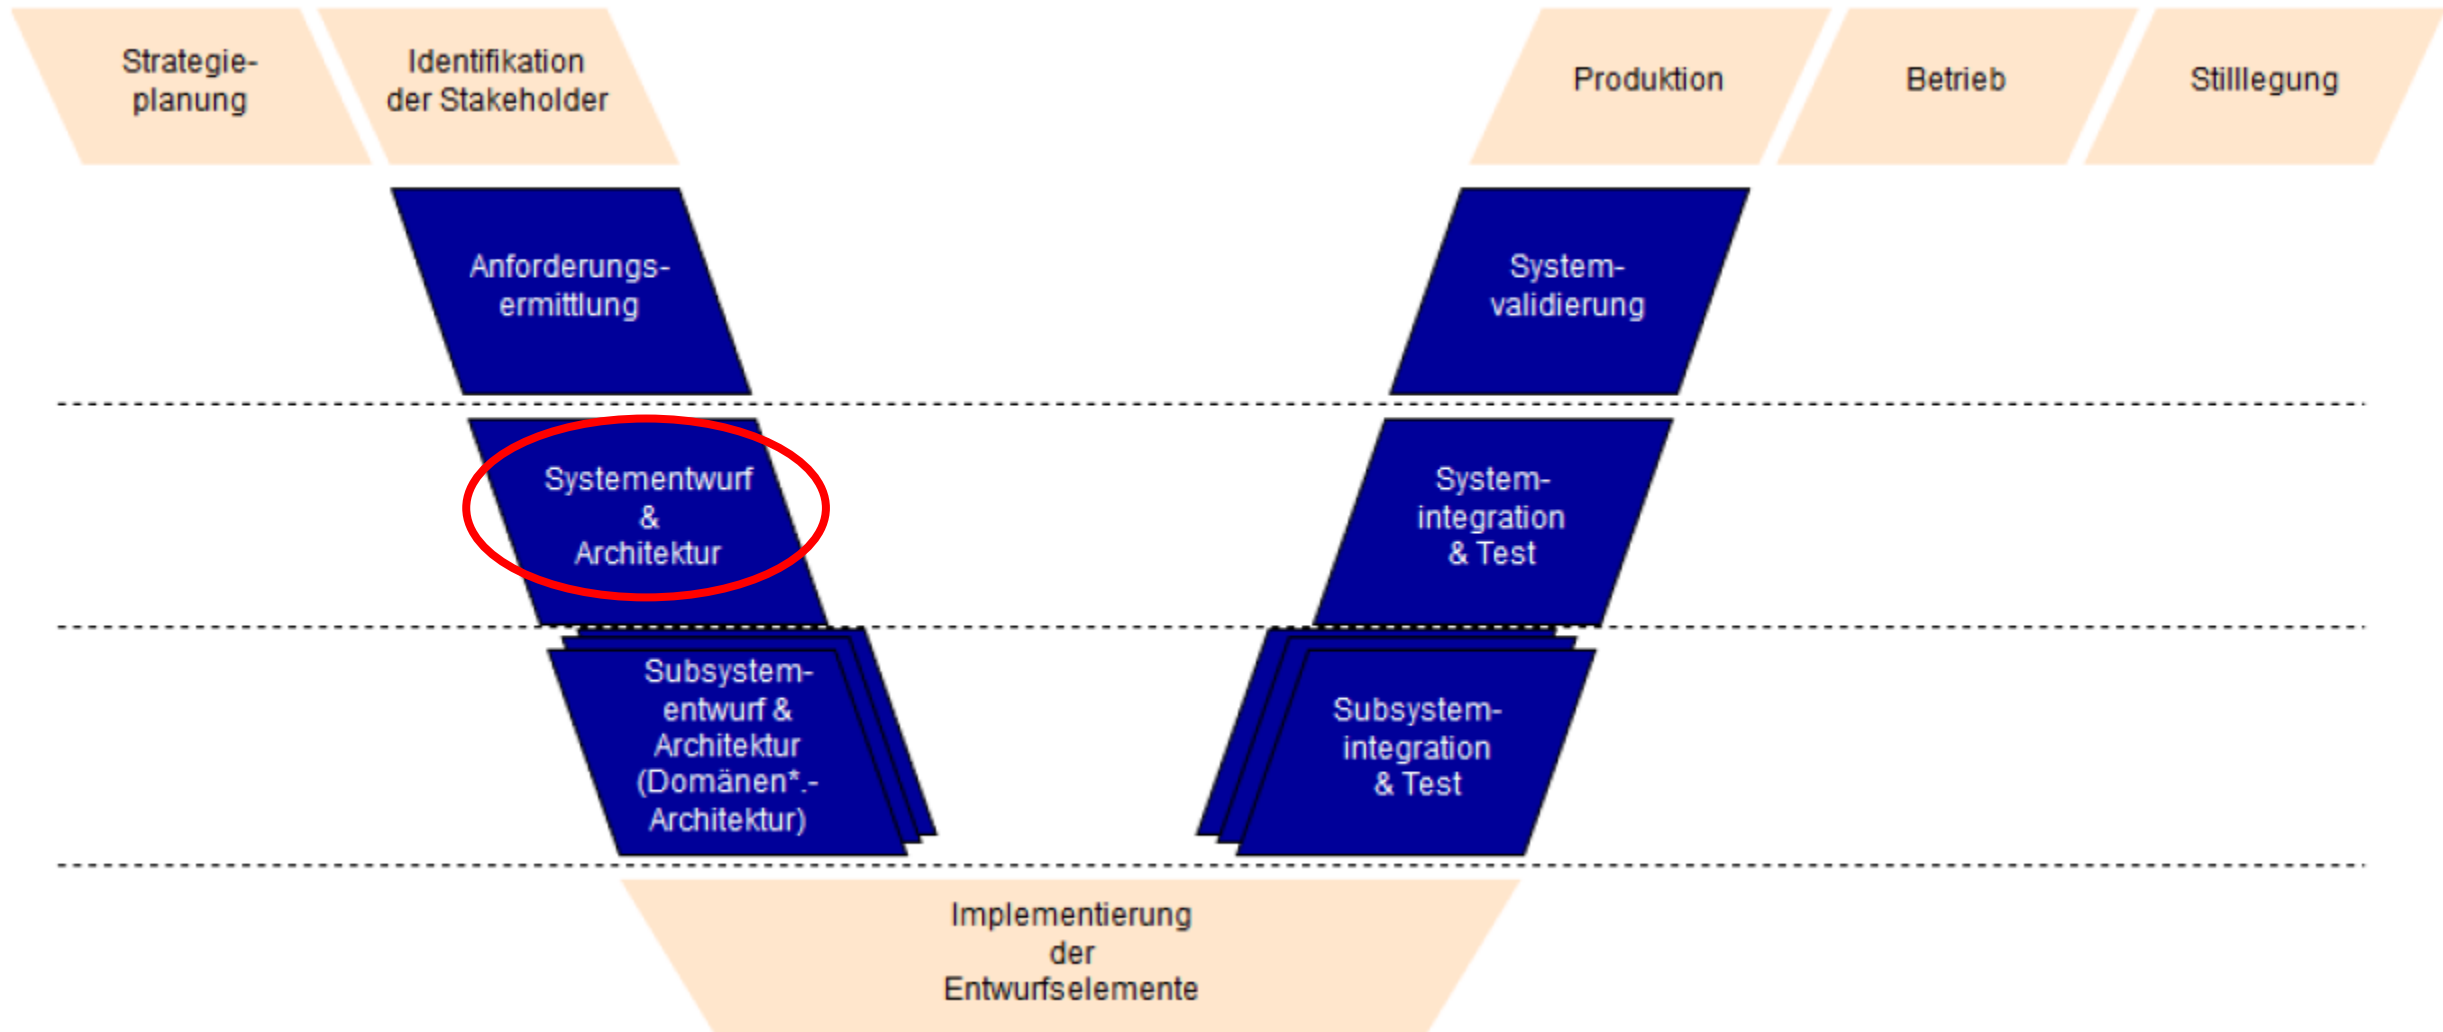 Strategie-
planung
Identifikation
der Stakeholder
Produktion
Betrieb
Stilllegung
Anforderungs-
ermittlung
System-
validierung
Systementwurf
&
Architektur
System-
integration
& Test
Subsystem-
entwurf &
Architektur
(Domänen*.-
Architektur)
Subsystem-
integration
& Test
Implementierung
der
Entwurfselemente